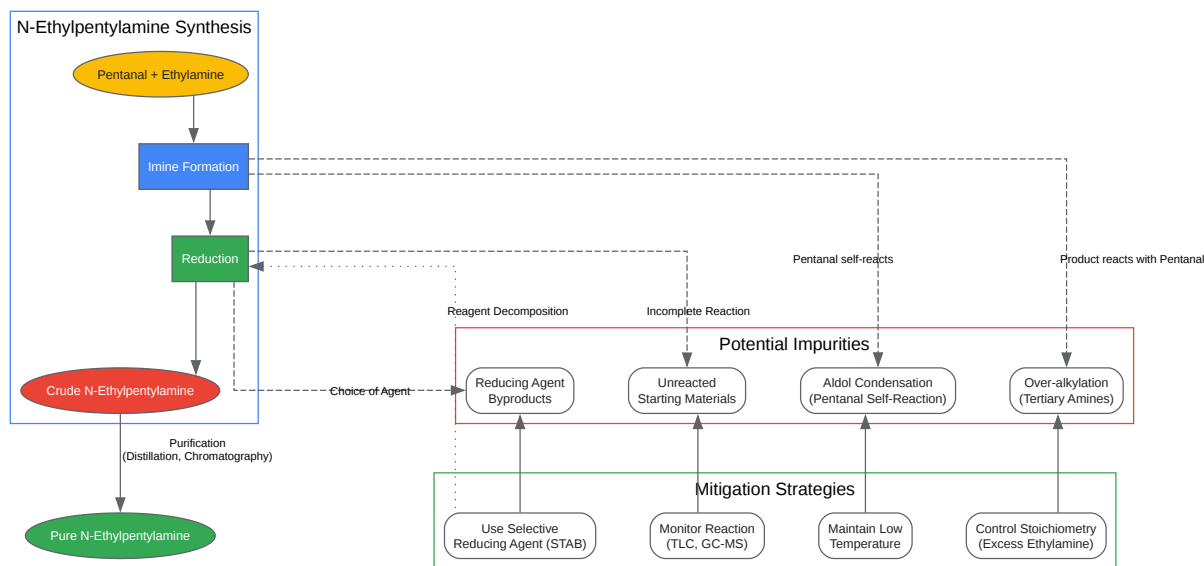 N-Ethylpentylamine Synthesis
Pentanal + Ethylamine
Imine Formation
Reduction
Pentanal self-reacts
Product reacts with Pentanal
Reagent Decomposition
Incomplete Reaction
Potential Impurities
Crude N-Ethylpentylamine
Choice of Agent
Reducing Agent
Byproducts
Unreacted
Starting Materials
Aldol Condensation
(Pentanal Self-Reaction)
Over-alkylation
(Tertiary Amines)
Purification
(Distillation, Chromatography)
Mitigation Strategies
Pure N-Ethylpentylamine
Use Selective
Reducing Agent (STAB)
Monitor Reaction
(TLC, GC-MS)
Maintain Low
Temperature
Control Stoichiometry
(Excess Ethylamine)